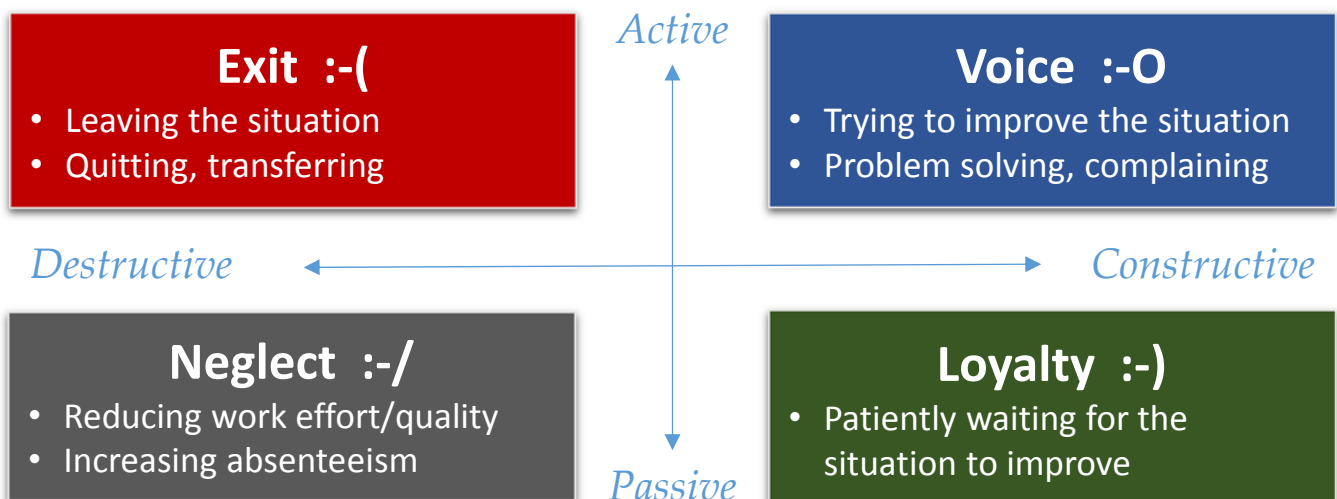 Active
Exit :-(
• Leaving the situation
• Quitting, transferring
Voice :-O
• Trying to improve the situation
• Problem solving, complaining
Destructive
Constructive
Neglect :-/
• Reducing work effort/quality
• Increasing absenteeism
Loyalty :-)
• Patiently waiting for the
situation to improve
Passive